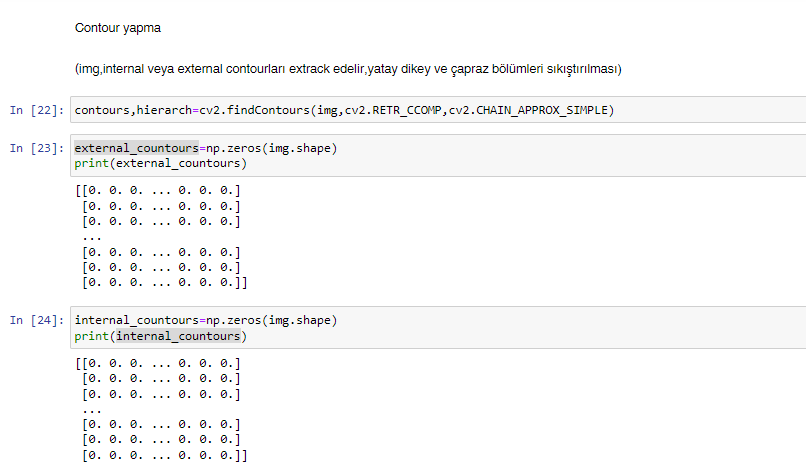 Contour yapma
(img,internal veya external contourları extrack edelir,yatay dikey ve çapraz bölümleri sıkıştırılması)
In [22]: contours,hierarch=cv2.findContours(img,cv2.RETR_CCOMP,cv2.CHAIN_APPROX_SIMPLE)
In [23]: external_countours=np.zeros(img.shape)
print(external_countours)
[[0. 0. 0. ... 0. 0. 0.]
[0. 0. 0. ... 0. 0. 0.]
[0. 0. 0. ... 0. 0. 0.]
...
[0. 0. 0. ... 0. 0. 0.]
[0. 0. 0. ... 0. 0. 0.]
[0. 0. 0. ... 0. 0. 0.]]
In [24]: internal_countours=np.zeros(img.shape)
print(internal_countours)
[[0. 0. 0. ... 0. 0. 0.]
[0. 0. 0. ... 0. 0. 0.]
[0. 0. 0. ... 0. 0. 0.]
...
[0. 0. 0. ... 0. 0. 0.]
[0. 0. 0. ... 0. 0. 0.]
[0. 0. 0. ... 0. 0. 0.]]